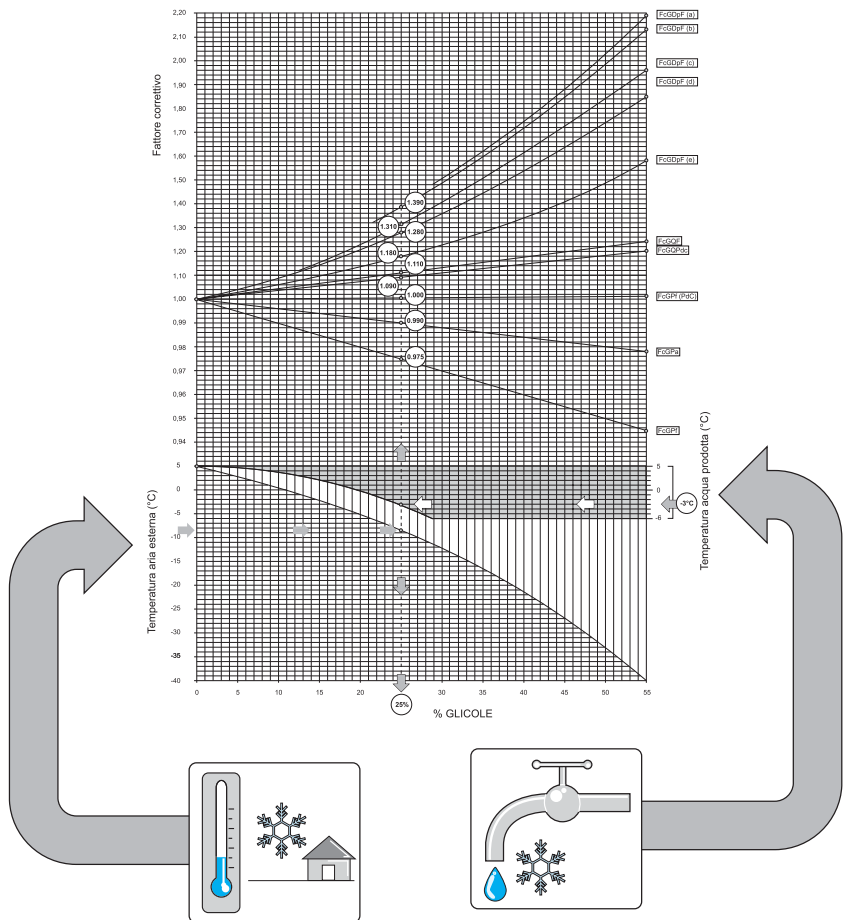 Fattore correttivo
2,20
2,10
2,00
1,90
1,80
1,70
1,60
1,50
1,40
1,30
1,20
1,10
1,00
0,99
0,98
0,97
0,96
0,95
0,94
FcGDpF (a)
FcGDpF (b)
FcGDpF (c)
FcGDpF (d)
FcGDpF (e)
FcGQF
FcGQPdc
FcGPf (PdC)
FcGPa
FcGPf
1.390
1.310
1.280
1.180
1.110
1.090
1.000
0.990
0.975
Temperatura aria esterna (°C)
5
0
-5
-10
-15
-20
-25
-30
-35
-40
Temperatura acqua prodotta (°C)
5
0
-6
5
-3°C
0 5 10 15 20 30 35 40 45 50 55
25%
% GLICOLE